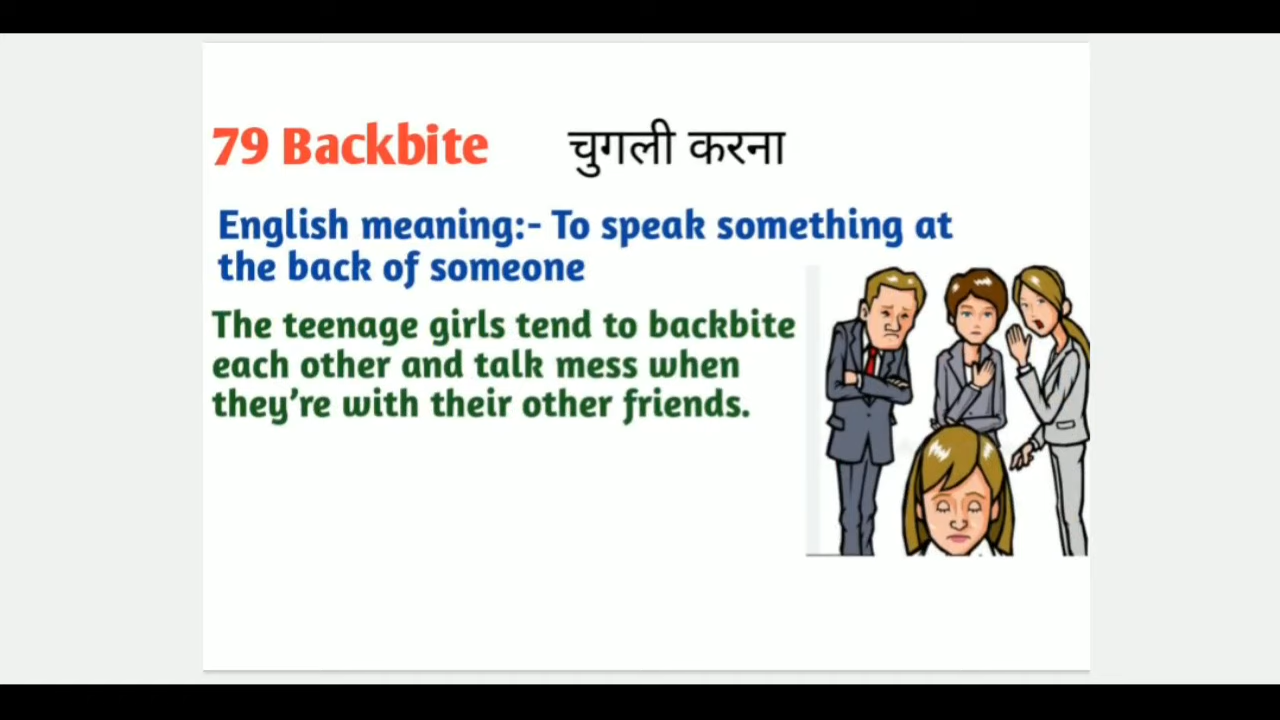 79 Backbite चुगली करना
English meaning:- To speak something at
the back of someone
The teenage girls tend to backbite
each other and talk mess when
they're with their other friends.